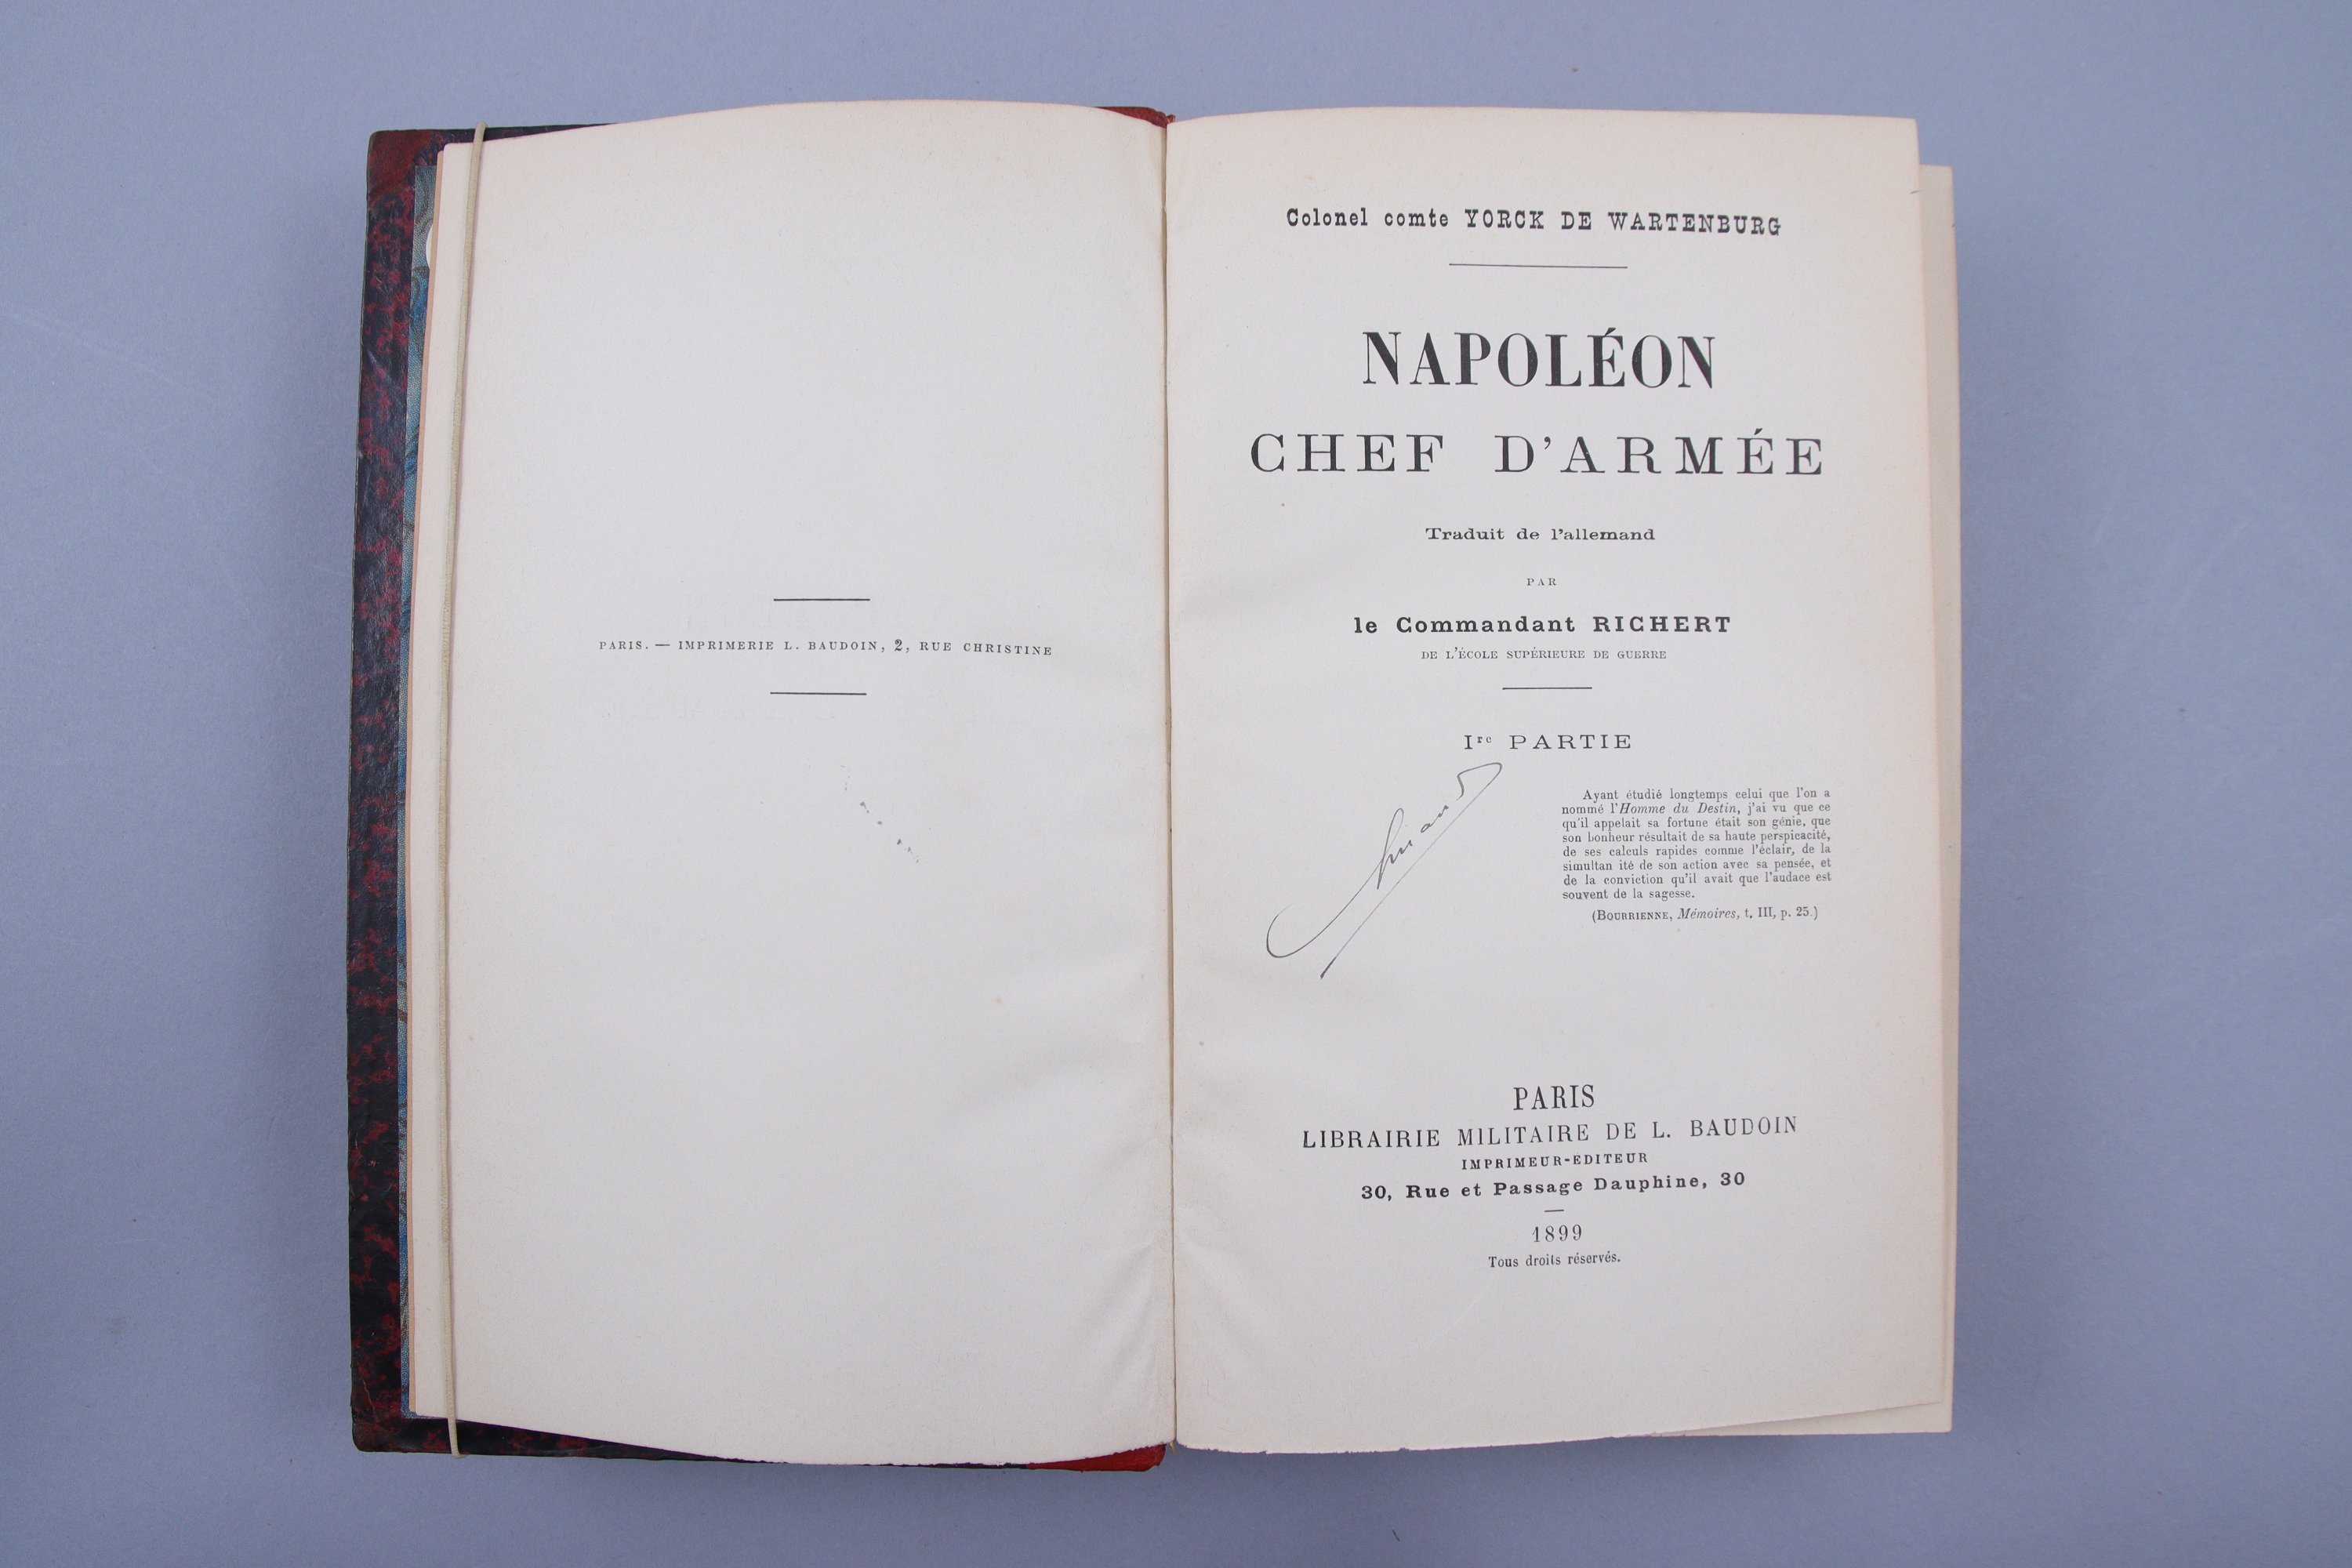 PARIS. — IMPRIMERIE L. BAUDOIN, 2, RUE CHRISTINE
Colonel comte YORCK DE WARTENBURG
NAPOLÉON
CHEF D'ARMÉE
Traduit de l'allemand
PAR
le Commandant RICHERT
DE L'ÉCOLE SUPÉRIEURE DE GUERRE
Ire PARTIE
Ayant étudié longtemps celui que l'on a
nommé l'Homme du Destin, j'ai vu que ce
qu'il appelait sa fortune était son génie, que
son bonheur résultait de sa haute perspicacité,
de ses calculs rapides comme l'éclair, de la
simultan ité de son action avec sa pensée, et
de la conviction qu'il avait que l'audace est
souvent de la sagesse.
(BOURRIENNE, Mémoires, t. III, p. 25.)
PARIS
LIBRAIRIE MILITAIRE DE L. BAUDOIN
IMPRIMEUR-EDITEUR
30, Rue et Passage Dauphine, 30
1899
Tous droits réservés.